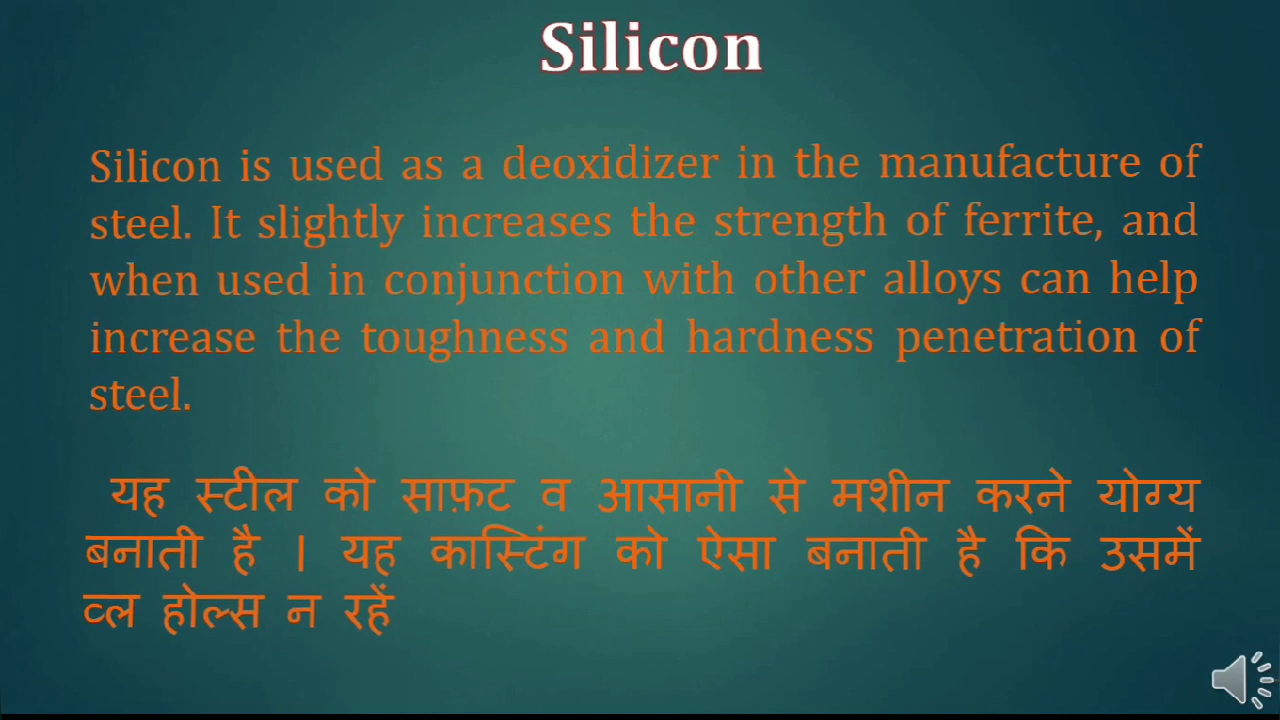 Silicon
Silicon is used as a deoxidizer in the manufacture of
steel. It slightly increases the strength of ferrite, and
when used in conjunction with other alloys can help
increase the toughness and hardness penetration of
steel.
यह स्टील को साफ़्ट व आसानी से मशीन करने योग्य
बनाती है । यह कास्टिंग को ऐसा बनाती है कि उसमें
व्ल होल्स न रहें